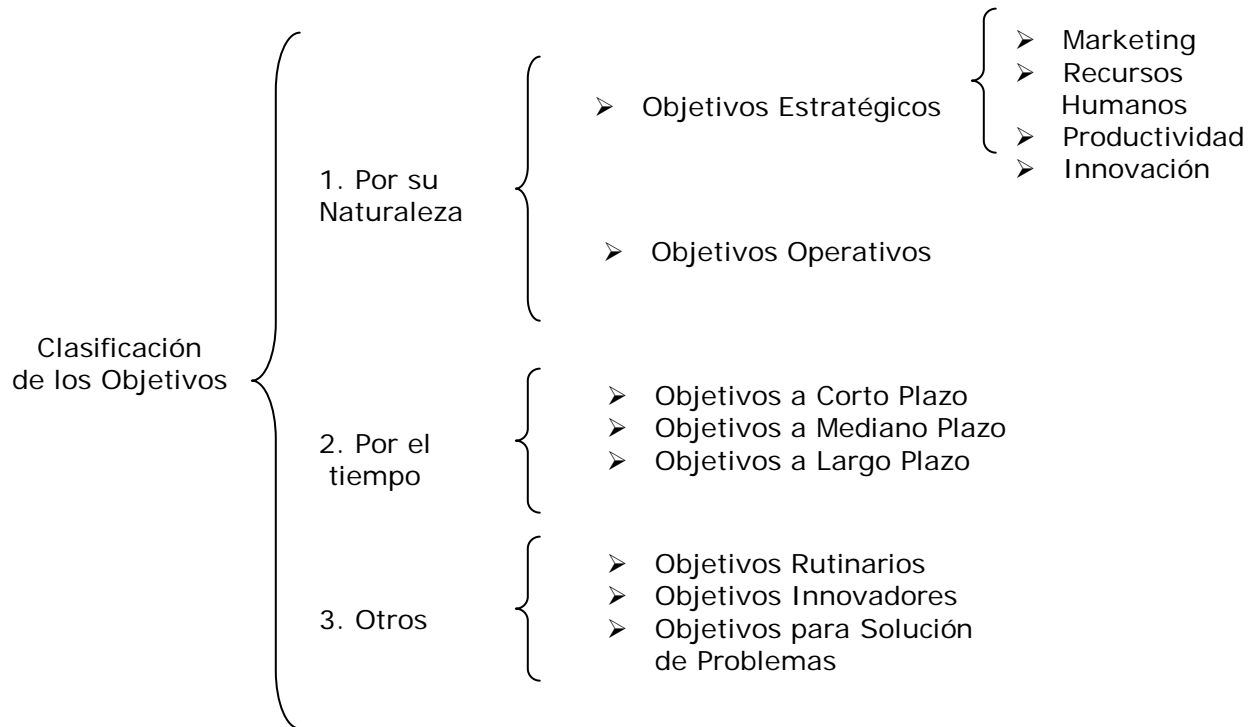 Clasificación
de los Objetivos
1. Por su
Naturaleza
➢ Objetivos Estratégicos
➢ Marketing
➢ Recursos
Humanos
➢ Productividad
➢ Innovación
➢ Objetivos Operativos
2. Por el
tiempo
➢ Objetivos a Corto Plazo
➢ Objetivos a Mediano Plazo
➢ Objetivos a Largo Plazo
3. Otros
➢ Objetivos Rutinarios
➢ Objetivos Innovadores
➢ Objetivos para Solución
de Problemas